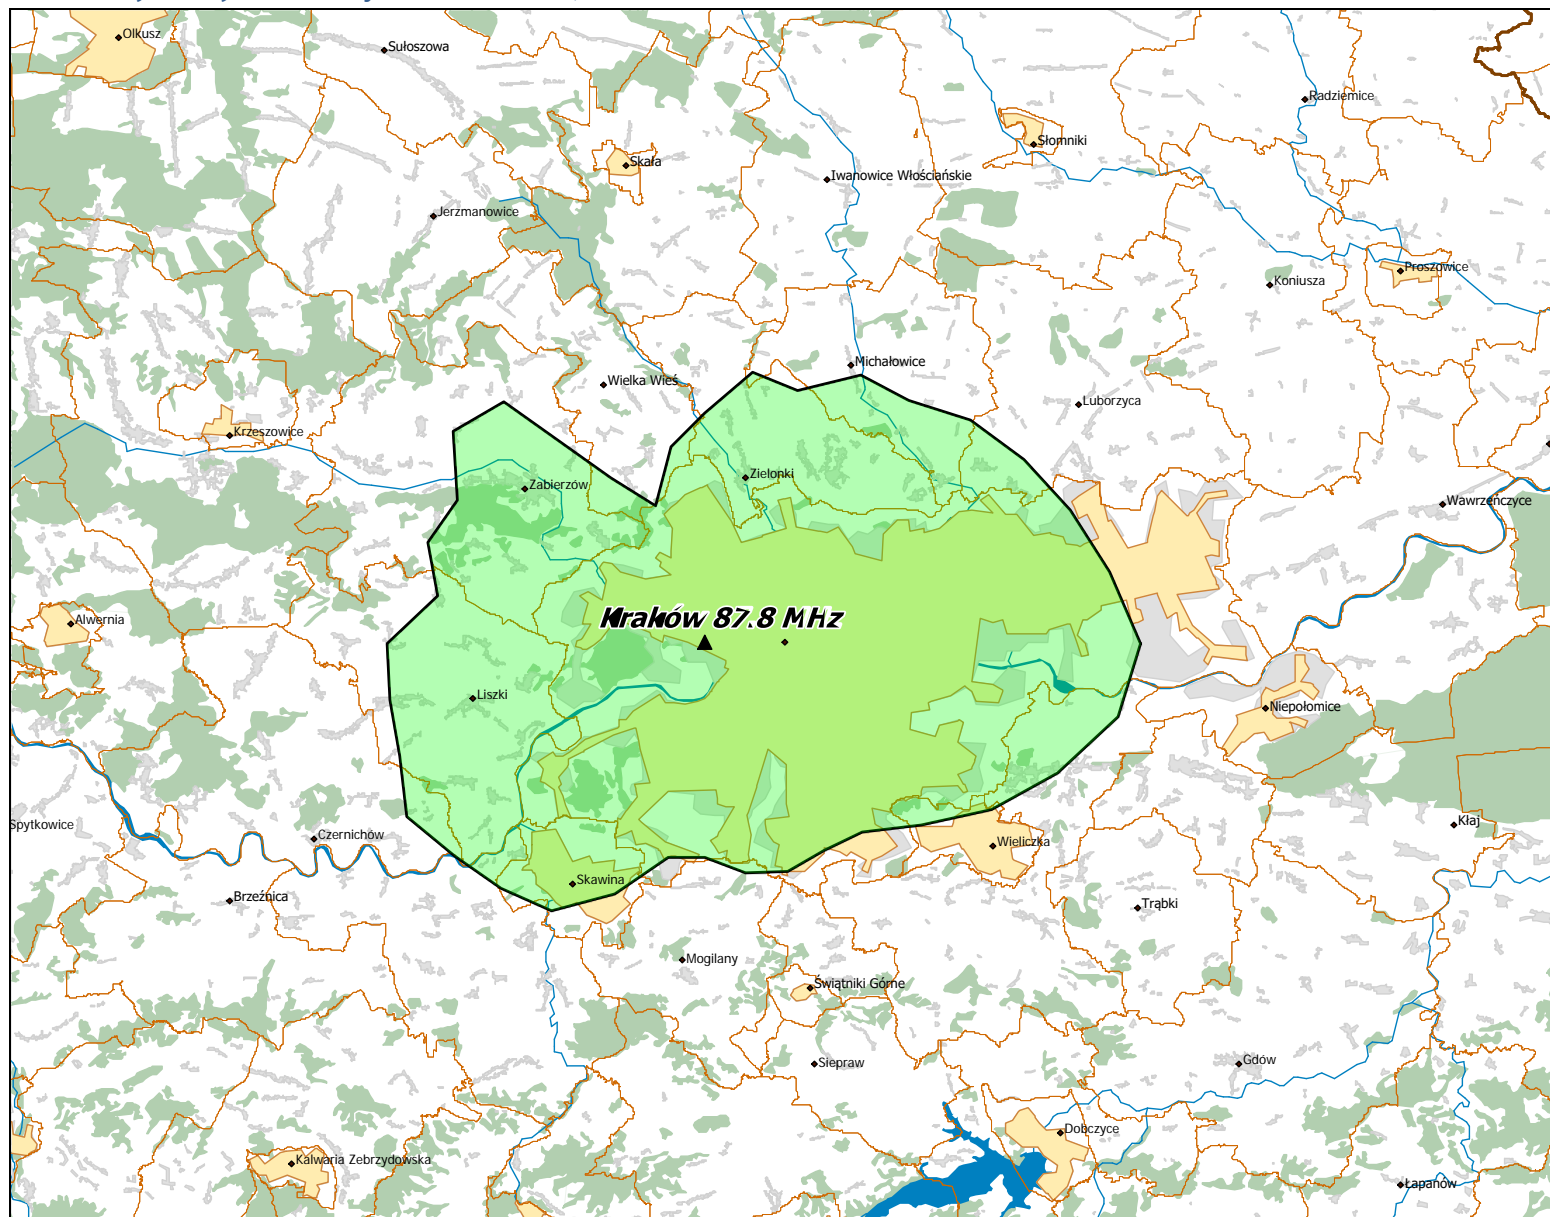 Olkusz
Sułoszowa
Radziemice
Słomniki
Skała
Iwanowice Włościańskie
Jerzmanowice
Proszowice
Koniusza
Michałowice
Wielka Wieś
Luborzyca
Krzeszowice
Zielonki
Zabierzów
Wawrzeńczyce
Kraków 87.8 MHz
Alwernia
Liszki
Niepołomice
Spytkowice
Czernichów
Kłaj
Wieliczka
Skawina
Brzeźnica
Trąbki
Mogilany
Świątniki Górne
Siepraw
Gdów
Dobczyce
Kalwaria Zebrzydowska
Łapanów